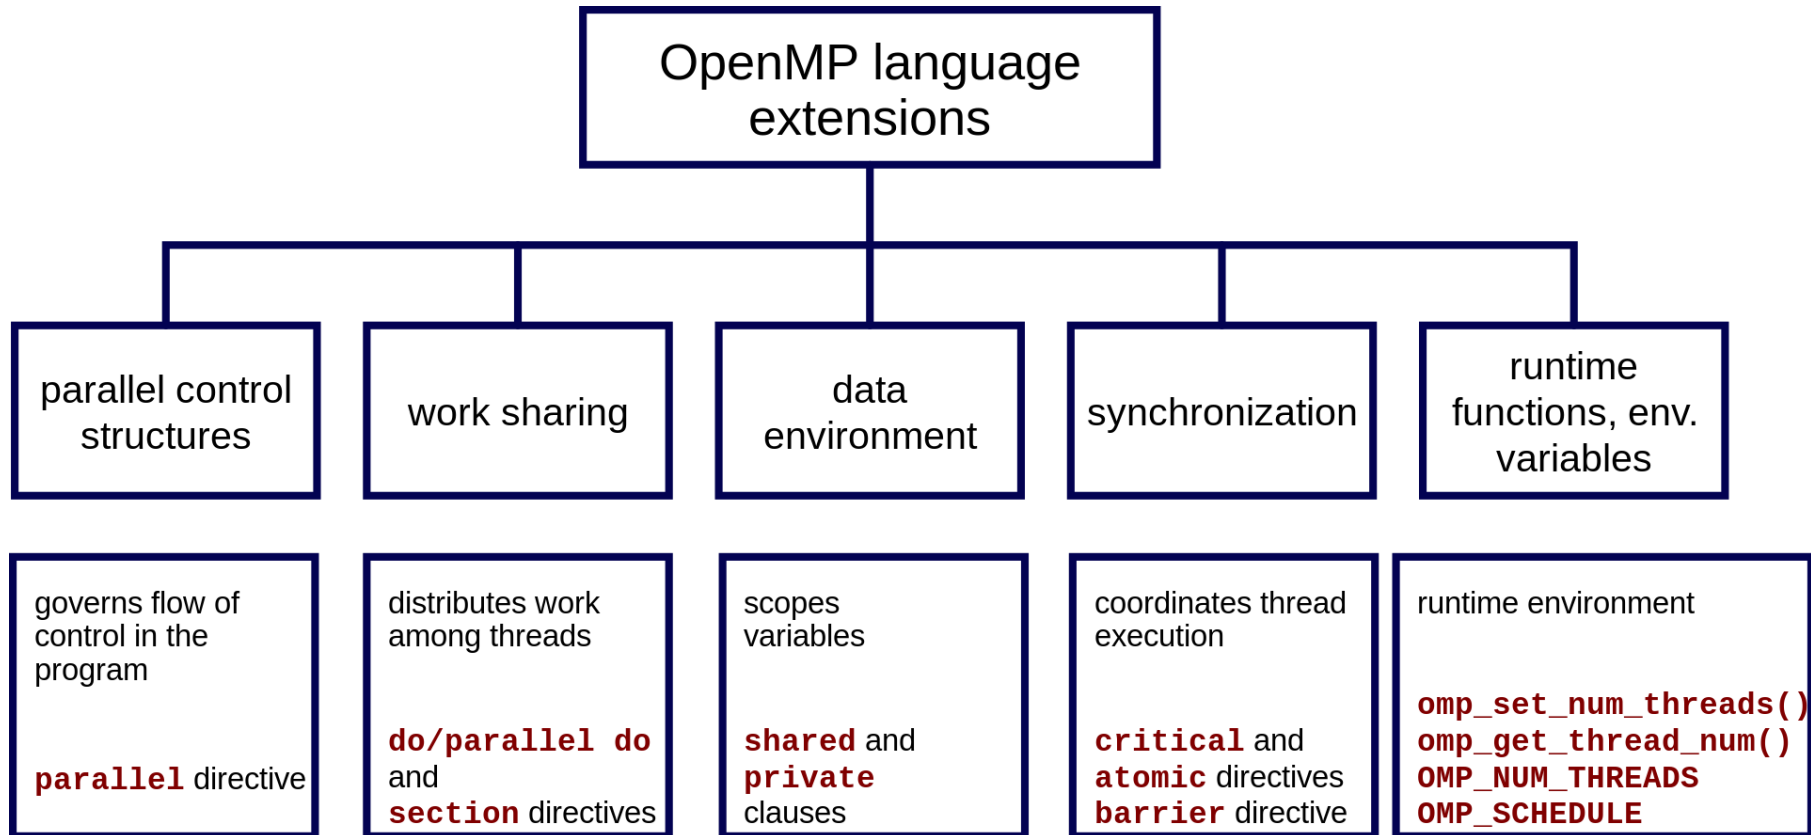 OpenMP language
extensions
parallel control
structures
work sharing
data
environment
synchronization
runtime
functions, env.
variables
governs flow of
control in the
program
parallel directive
distributes work
among threads
do/parallel do
and
section directives
scopes
variables
shared and
private
clauses
coordinates thread
execution
critical and
atomic directives
barrier directive
runtime environment
omp_set_num_threads()
omp_get_thread_num()
OMP_NUM_THREADS
OMP_SCHEDULE